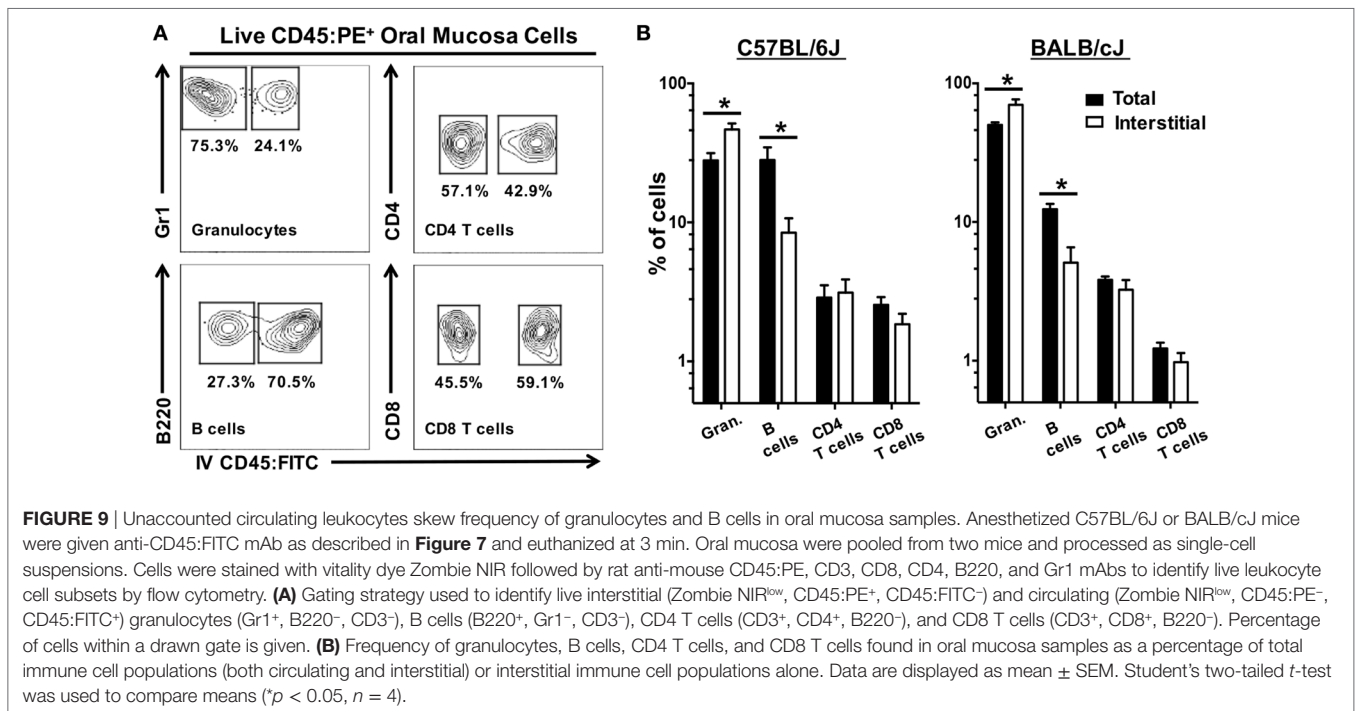 A
Live CD45:PE⁺ Oral Mucosa Cells
Gr1
75.3% 24.1%
Granulocytes
CD4
57.1% 42.9%
CD4 T cells
B220
27.3% 70.5%
B cells
CD8
45.5% 59.1%
CD8 T cells
IV CD45:FITC
B
C57BL/6J
% of cells
100
10
1
*
*
Gran.
B cells
CD4 T cells
CD8 T cells
BALB/cJ
100
10
1
*
*
Total
Interstitial
Gran.
B cells
CD4 T cells
CD8 T cells
FIGURE 9 | Unaccounted circulating leukocytes skew frequency of granulocytes and B cells in oral mucosa samples. Anesthetized C57BL/6J or BALB/cJ mice
were given anti-CD45:FITC mAb as described in Figure 7 and euthanized at 3 min. Oral mucosa were pooled from two mice and processed as single-cell
suspensions. Cells were stained with vitality dye Zombie NIR followed by rat anti-mouse CD45:PE, CD3, CD8, CD4, B220, and Gr1 mAbs to identify live leukocyte
cell subsets by flow cytometry. (A) Gating strategy used to identify live interstitial (Zombie NIRˡᵒʷ, CD45:PE⁺, CD45:FITC⁻) and circulating (Zombie NIRˡᵒʷ, CD45:PE⁻,
CD45:FITC⁺) granulocytes (Gr1⁺, B220⁻, CD3⁻), B cells (B220⁺, Gr1⁻, CD3⁻), CD4 T cells (CD3⁺, CD4⁺, B220⁻), and CD8 T cells (CD3⁺, CD8⁺, B220⁻). Percentage
of cells within a drawn gate is given. (B) Frequency of granulocytes, B cells, CD4 T cells, and CD8 T cells found in oral mucosa samples as a percentage of total
immune cell populations (both circulating and interstitial) or interstitial immune cell populations alone. Data are displayed as mean ± SEM. Student's two-tailed t-test
was used to compare means (*p < 0.05, n = 4).